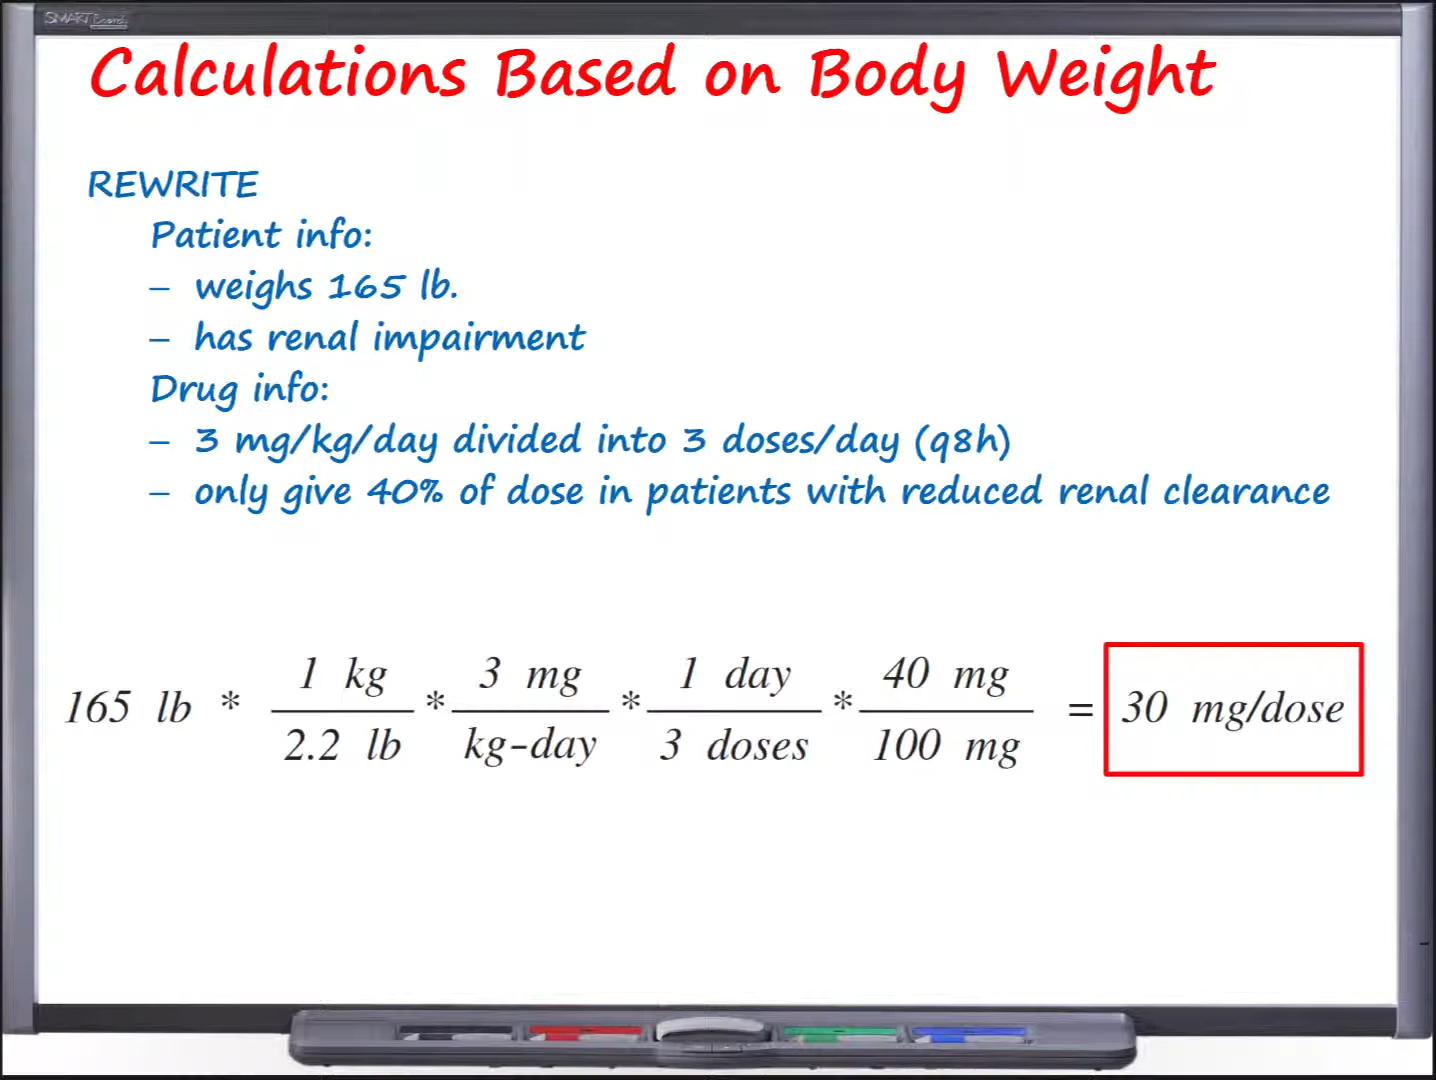 SMART Board
Calculations Based on Body Weight
REWRITE
Patient info:
– weighs 165 lb.
– has renal impairment
Drug info:
– 3 mg/kg/day divided into 3 doses/day (q8h)
– only give 40% of dose in patients with reduced renal clearance
165 lb * 1 kg / 2.2 lb * 3 mg / kg-day * 1 day / 3 doses * 40 mg / 100 mg = 30 mg/dose